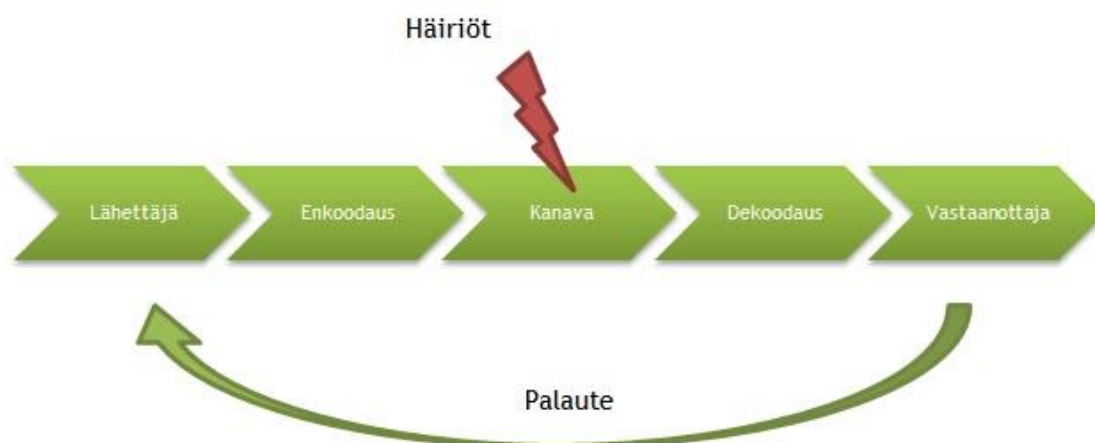 Häiriöt
Lähettäjä
Enkoodaus
Kanava
Dekoodaus
Vastaanottaja
Palaute